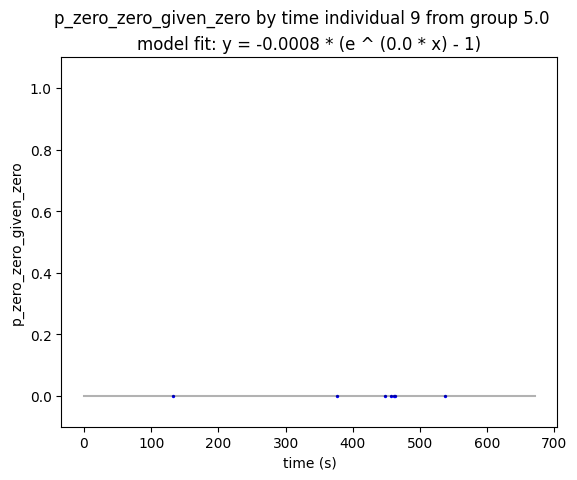 p_zero_zero_given_zero by time individual 9 from group 5.0
model fit: y = -0.0008 * (e ^ (0.0 * x) - 1)
1.0
0.8
0.6
0.4
0.2
0.0
p_zero_zero_given_zero
0 100 200 300 400 500 600 700
time (s)